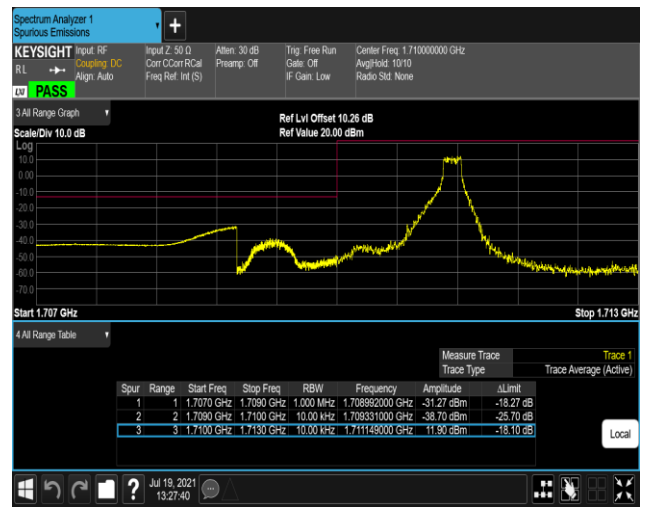 Spectrum Analyzer 1
Spurious Emissions
+
KEYSIGHT Input: RF Input Z: 50 Ω Atten: 30 dB Trig: Free Run Center Freq: 1.710000000 GHz
RL Coupling: DC Corr CCorr RCal Preamp: Off Gate: Off Avg|Hold: 10/10
Align: Auto Freq Ref: Int (S) IF Gain: Low Radio Std: None
LXI PASS
3 All Range Graph
Ref Lvl Offset 10.26 dB
Scale/Div 10.0 dB Ref Value 20.00 dBm
Log
10.0
0.00
-10.0
-20.0
-30.0
-40.0
-50.0
-60.0
-70.0
Start 1.707 GHz Stop 1.713 GHz
4 All Range Table
Measure Trace Trace 1
Trace Type Trace Average (Active)
Spur Range Start Freq Stop Freq RBW Frequency Amplitude ΔLimit
1 1 1.7070 GHz 1.7090 GHz 1.000 MHz 1.708992000 GHz -31.27 dBm -18.27 dB
2 2 1.7090 GHz 1.7100 GHz 10.00 kHz 1.709331000 GHz -38.70 dBm -25.70 dB
3 3 1.7100 GHz 1.7130 GHz 10.00 kHz 1.711149000 GHz 11.90 dBm -18.10 dB
Local
? Jul 19, 2021
13:27:40